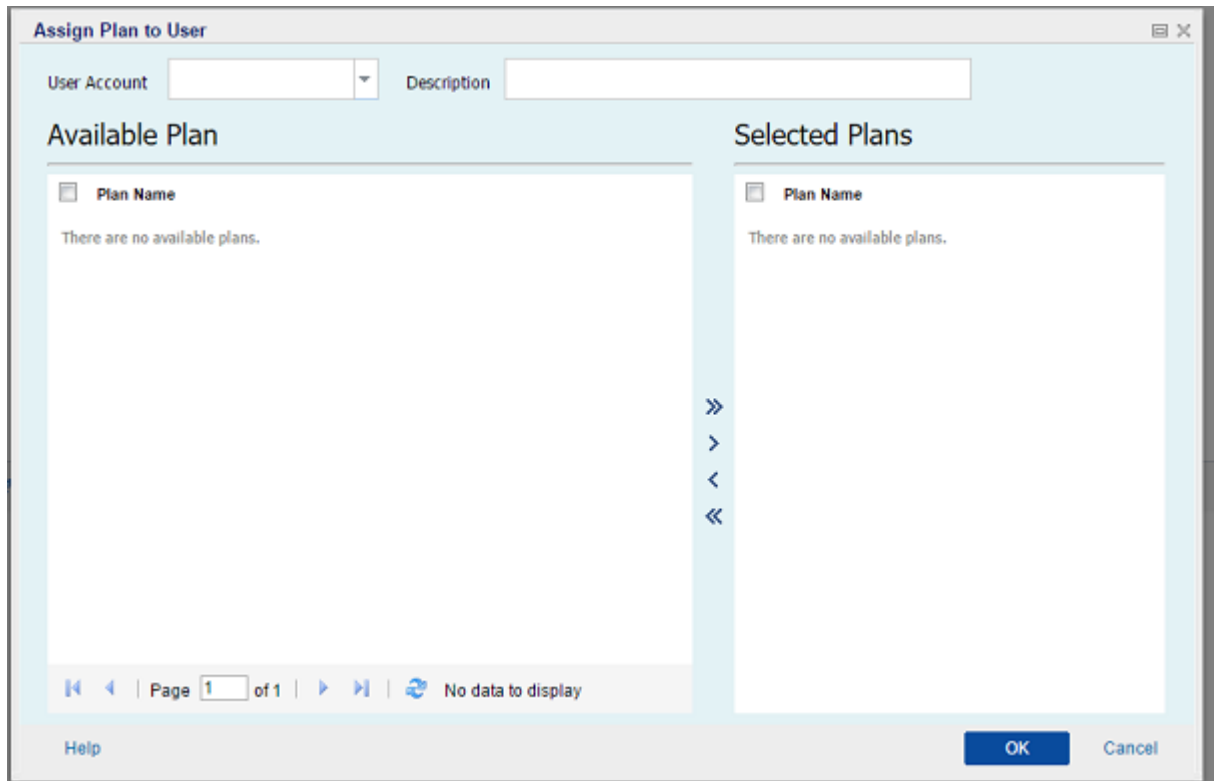 Assign Plan to User
User Account
Description
Available Plan
Selected Plans
Plan Name
There are no available plans.
Plan Name
There are no available plans.
Page 1 of 1
No data to display
Help
OK
Cancel